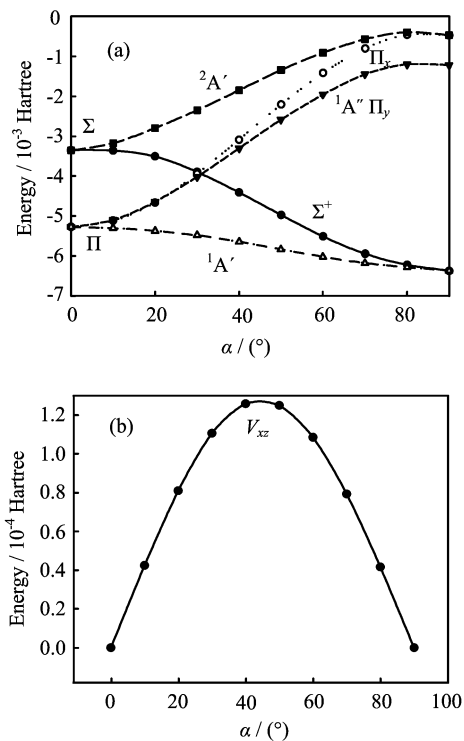 (a)
Energy / 10⁻³ Hartree
0
-1
-2
-3
-4
-5
-6
-7
²A′
Πₓ
¹A″ Πᵧ
Σ
Σ⁺
Π
¹A′
0 20 40 60 80
α / (°)
(b)
Vₓz
Energy / 10⁻⁴ Hartree
1.2
1.0
0.8
0.6
0.4
0.2
0.0
0 20 40 60 80 100
α / (°)